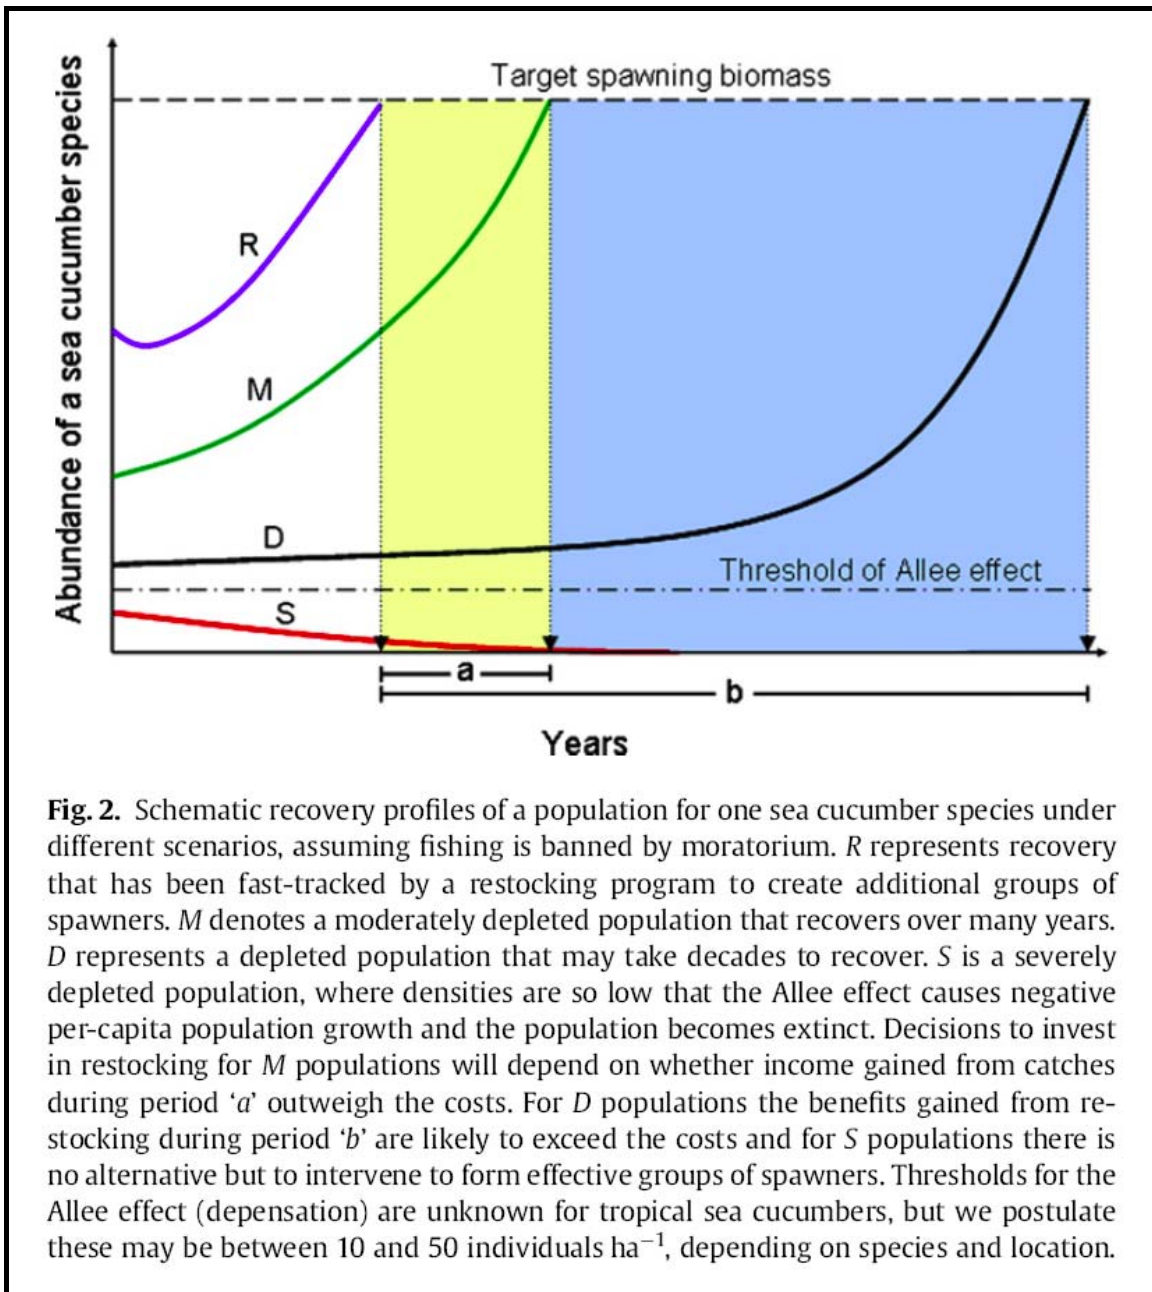 Target spawning biomass
Abundance of a sea cucumber species
R
M
D
Threshold of Allee effect
S
a
b
Years
Fig. 2. Schematic recovery profiles of a population for one sea cucumber species under
different scenarios, assuming fishing is banned by moratorium. R represents recovery
that has been fast-tracked by a restocking program to create additional groups of
spawners. M denotes a moderately depleted population that recovers over many years.
D represents a depleted population that may take decades to recover. S is a severely
depleted population, where densities are so low that the Allee effect causes negative
per-capita population growth and the population becomes extinct. Decisions to invest
in restocking for M populations will depend on whether income gained from catches
during period ‘a’ outweigh the costs. For D populations the benefits gained from re-
stocking during period ‘b’ are likely to exceed the costs and for S populations there is
no alternative but to intervene to form effective groups of spawners. Thresholds for the
Allee effect (depensation) are unknown for tropical sea cucumbers, but we postulate
these may be between 10 and 50 individuals ha⁻¹, depending on species and location.